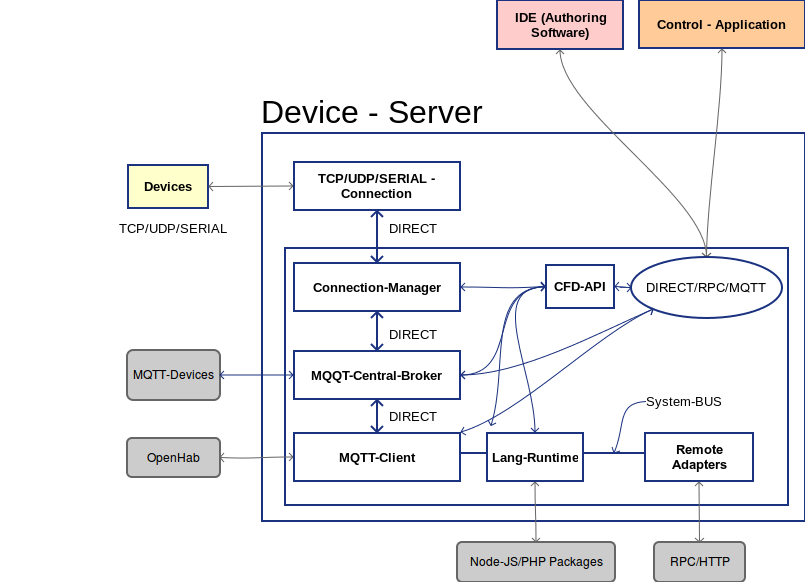 IDE (Authoring
Software)
Control - Application
Device - Server
Devices
TCP/UDP/SERIAL -
Connection
TCP/UDP/SERIAL
DIRECT
Connection-Manager
CFD-API
DIRECT/RPC/MQTT
DIRECT
MQTT-Devices
MQQT-Central-Broker
System-BUS
DIRECT
OpenHab
MQTT-Client
Lang-Runtime
Remote
Adapters
Node-JS/PHP Packages
RPC/HTTP